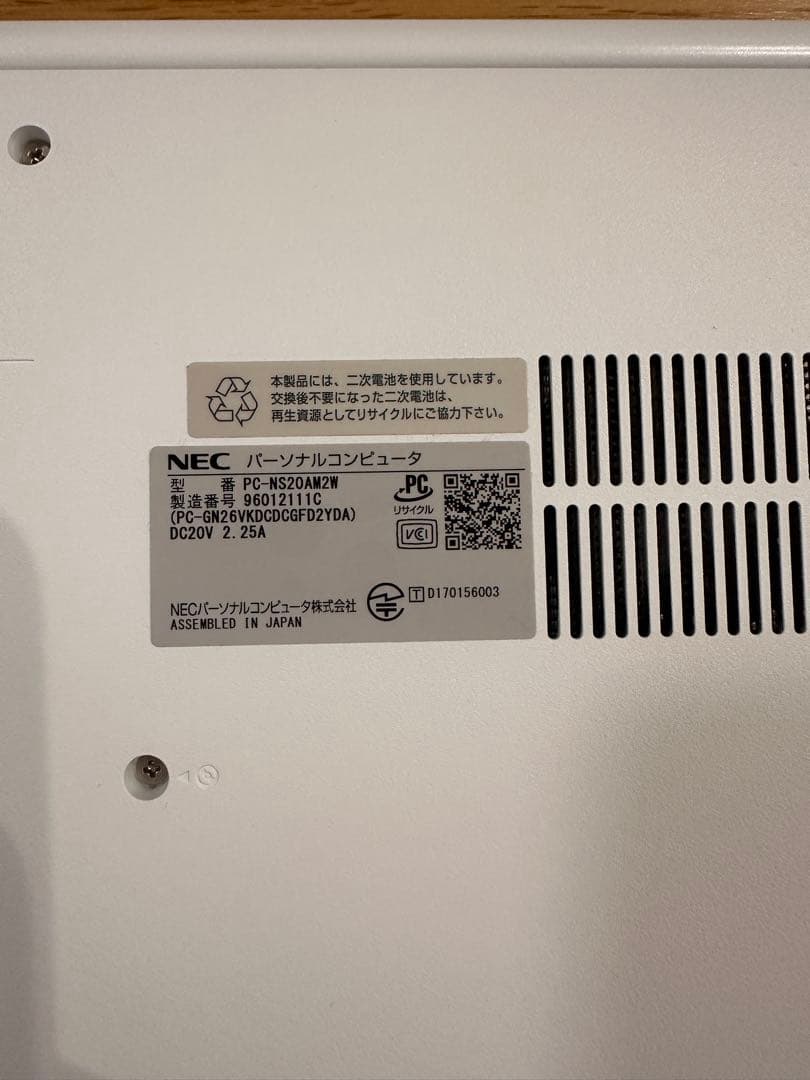 本製品には、二次電池を使用しています。
交換後不要になった二次電池は、
再生資源としてリサイクルにご協力下さい。
NEC パーソナルコンピュータ
型 番 PC-NS20AM2W
製造番号 96012111C
(PC-GN26VKDCDCGFD2YDA)
DC20V 2.25A
PC
リサイクル
VCI
NECパーソナルコンピュータ株式会社
ASSEMBLED IN JAPAN
T D170156003